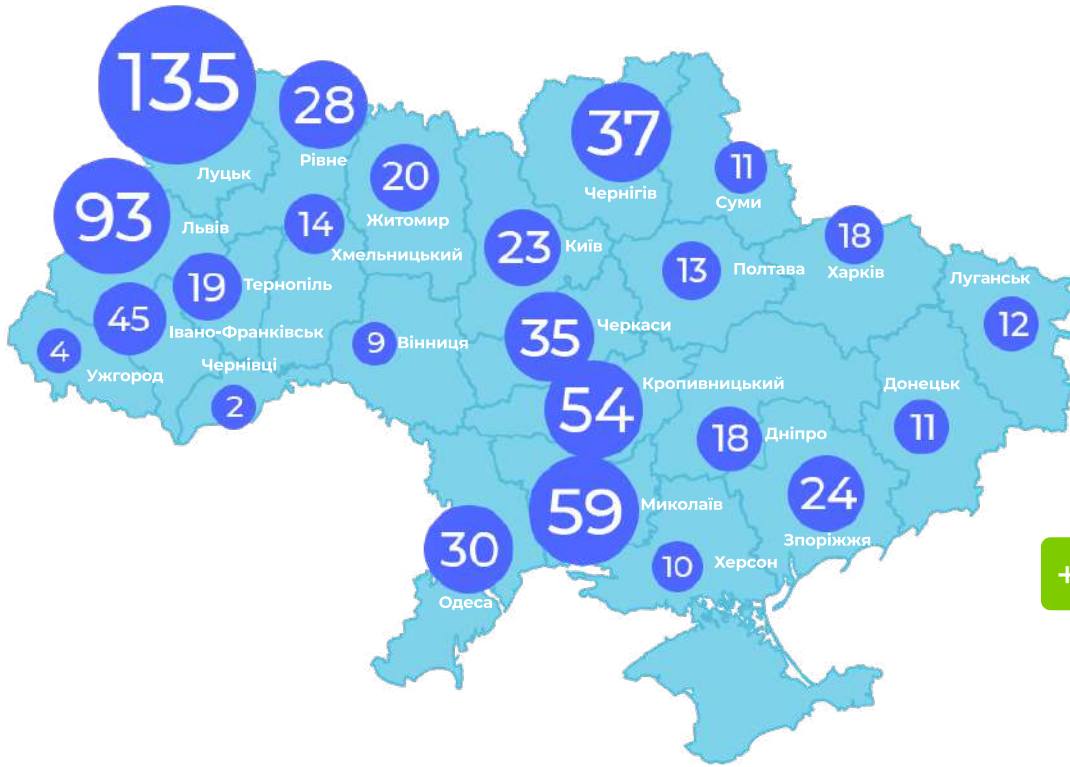 135
Луцьк
28
Рівне
37
Чернігів
11
Суми
20
Житомир
93
Львів
14
Хмельницький
23
Київ
18
Харків
13
Полтава
19
Тернопіль
Луганськ
12
45
Івано-Франківськ
35
Черкаси
9
Вінниця
4
Ужгород
Чернівці
2
54
Кропивницький
Донецьк
11
18
Дніпро
59
Миколаїв
24
Зпоріжжя
30
Одеса
10
Херсон
+